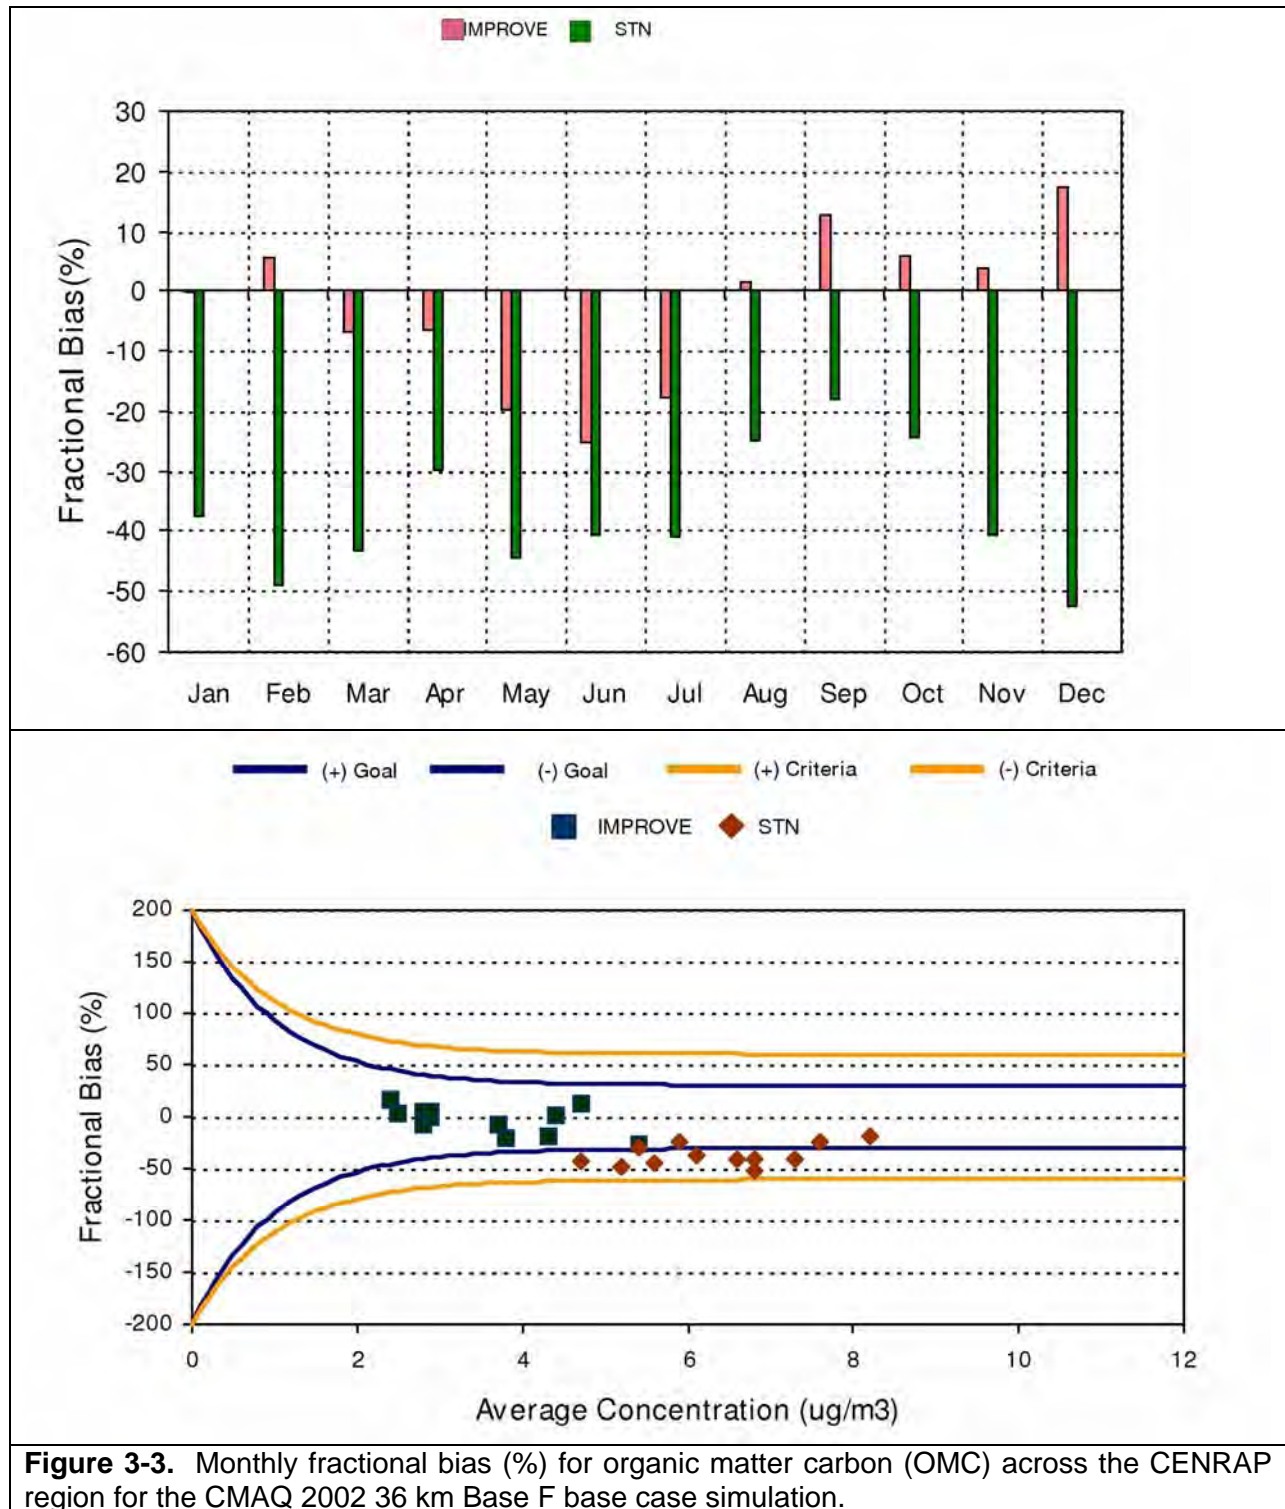 IMPROVE STN
30
20
10
0
-10
-20
-30
-40
-50
-60
Fractional Bias(%)
Jan Feb Mar Apr May Jun Jul Aug Sep Oct Nov Dec
(+) Goal (-) Goal (+) Criteria (-) Criteria
IMPROVE STN
200
150
100
50
0
-50
-100
-150
-200
Fractional Bias (%)
0 2 4 6 8 10 12
Average Concentration (ug/m3)
Figure 3-3. Monthly fractional bias (%) for organic matter carbon (OMC) across the CENRAP
region for the CMAQ 2002 36 km Base F base case simulation.